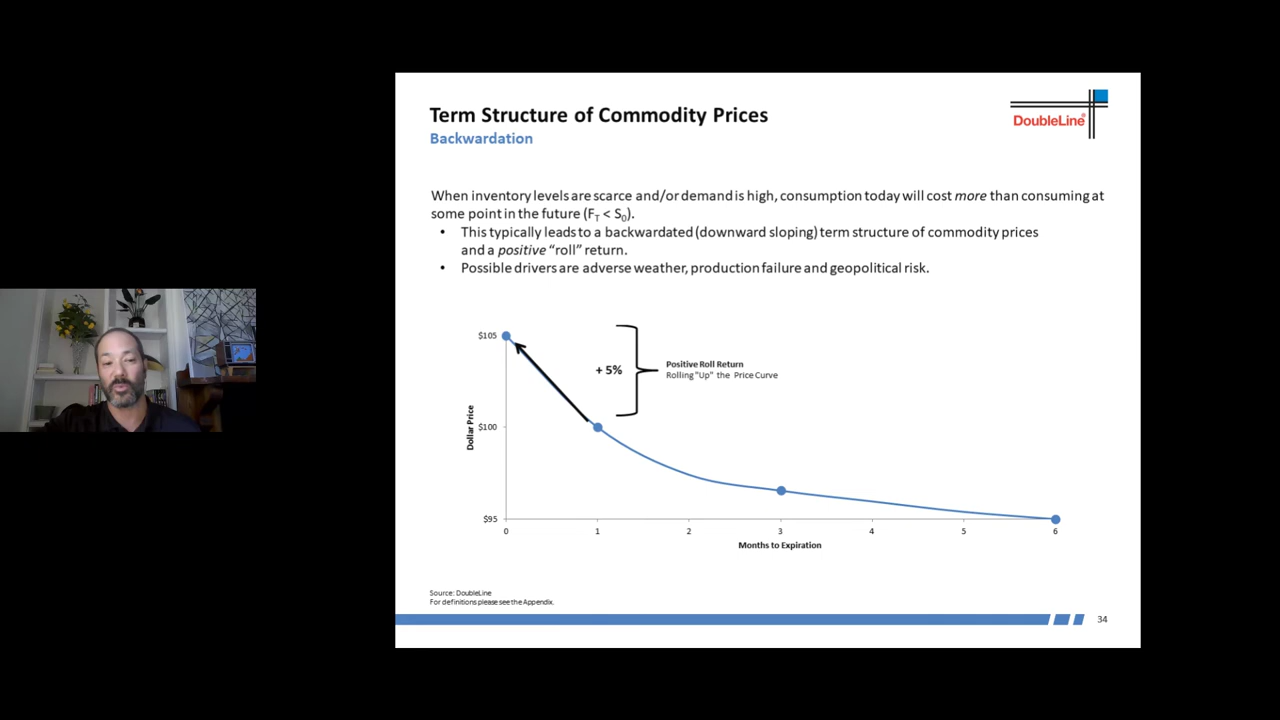 Term Structure of Commodity Prices
Backwardation
DoubleLine®
When inventory levels are scarce and/or demand is high, consumption today will cost more than consuming at
some point in the future (F_T < S_0).
• This typically leads to a backwardated (downward sloping) term structure of commodity prices
and a positive “roll” return.
• Possible drivers are adverse weather, production failure and geopolitical risk.
$105
+ 5%
Positive Roll Return
Rolling "Up" the Price Curve
Dollar Price
$100
$95
0 1 2 3 4 5 6
Months to Expiration
Source: DoubleLine
For definitions please see the Appendix.
34